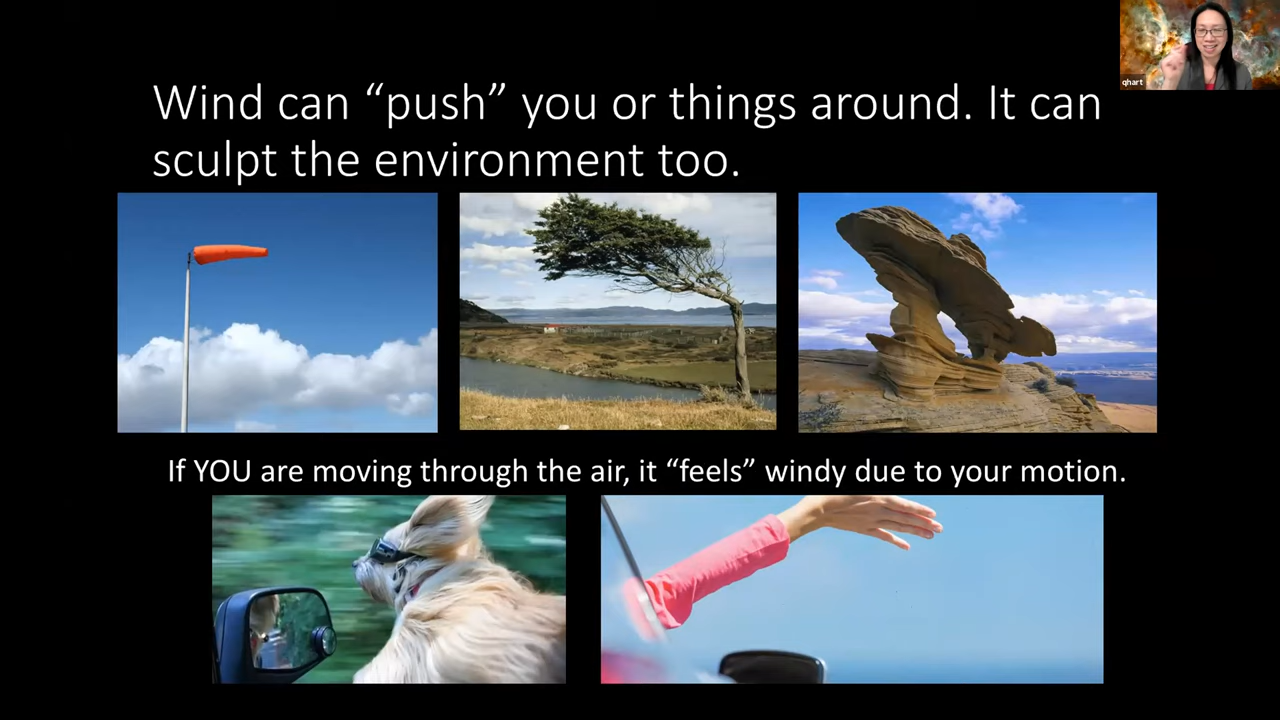 qhart
Wind can “push” you or things around. It can
sculpt the environment too.
If YOU are moving through the air, it “feels” windy due to your motion.